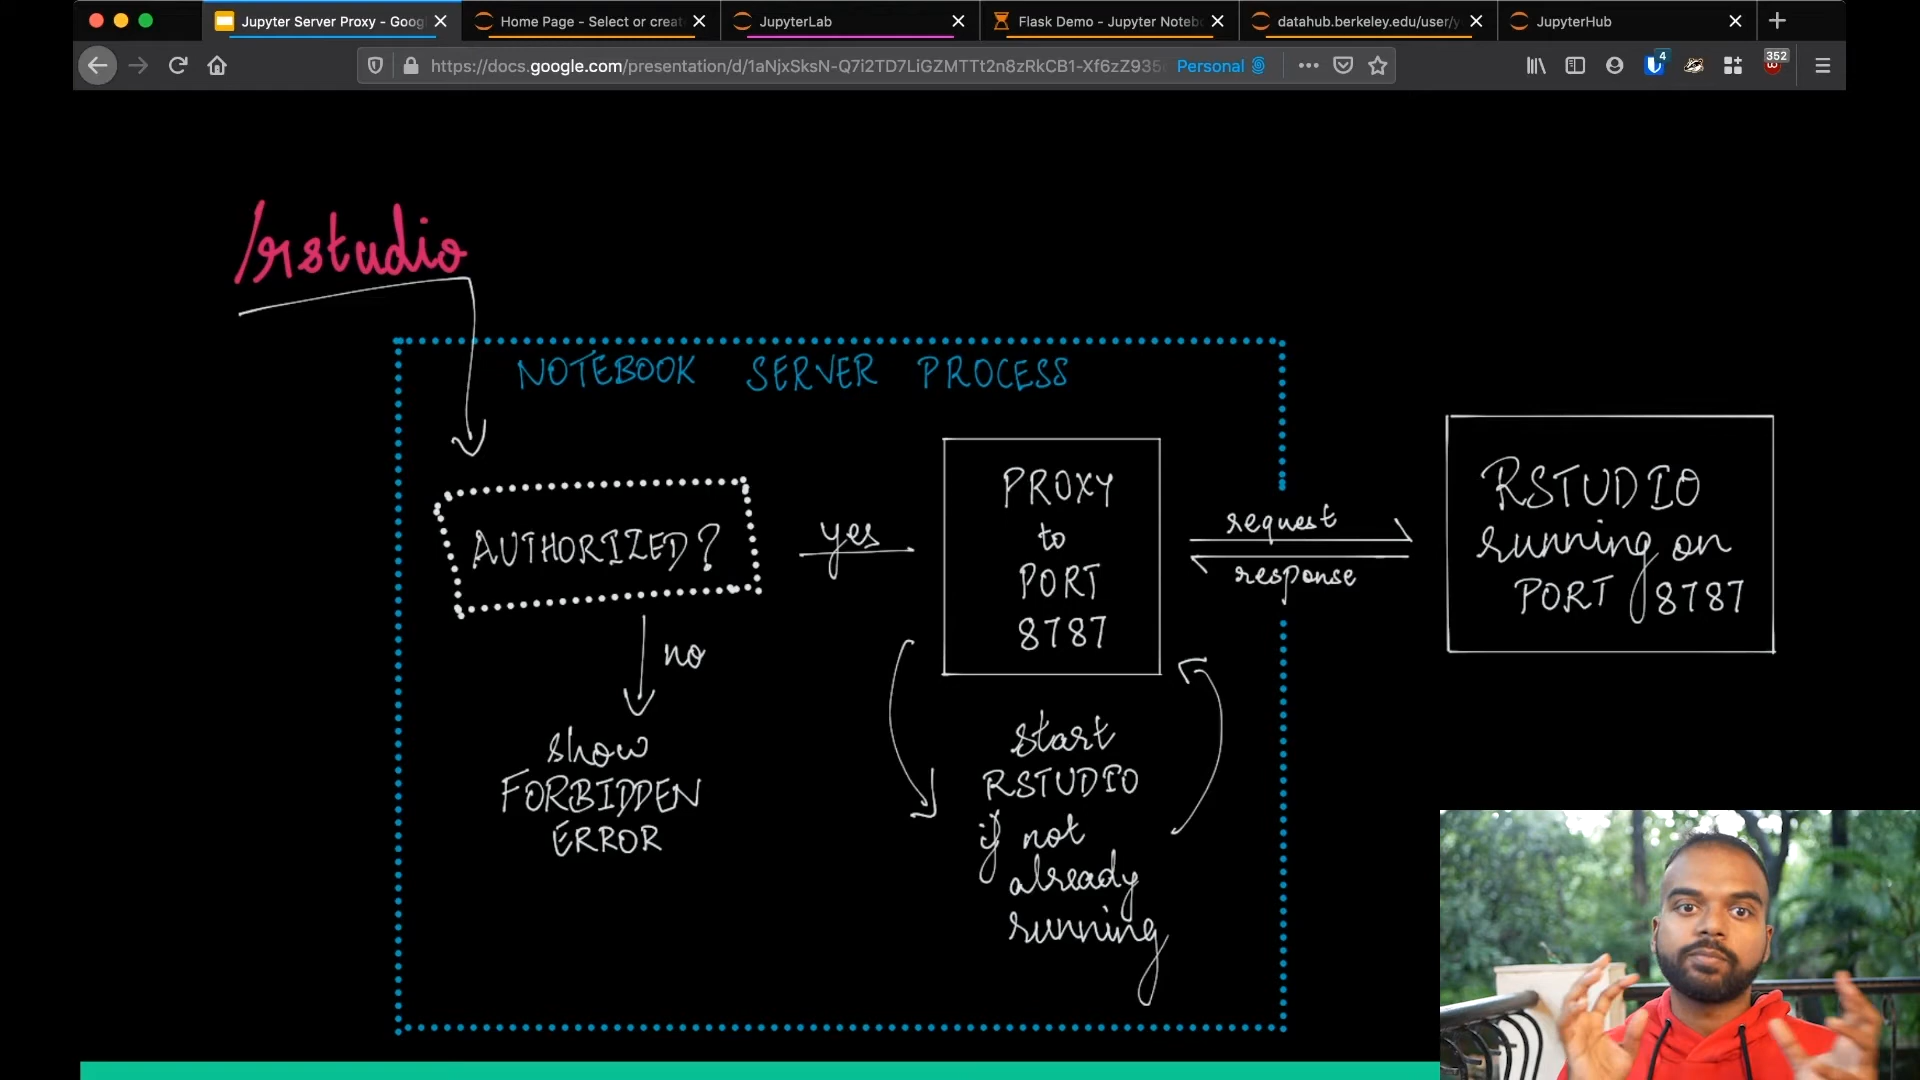 Jupyter Server Proxy - Goog
Home Page - Select or creat
JupyterLab
Flask Demo - Jupyter Noteb
datahub.berkeley.edu/user/y
JupyterHub
https://docs.google.com/presentation/d/1aNjxSksN-Q7i2TD7LiGZMTTt2n8zRkCB1-Xf6zZ935
Personal
4
352
/rstudio
NOTEBOOK SERVER PROCESS
AUTHORIZED?
yes
PROXY
to
PORT
8787
request
response
RSTUDIO
running on
PORT 8787
no
show
FORBIDDEN
ERROR
start
RSTUDIO
if not
already
running